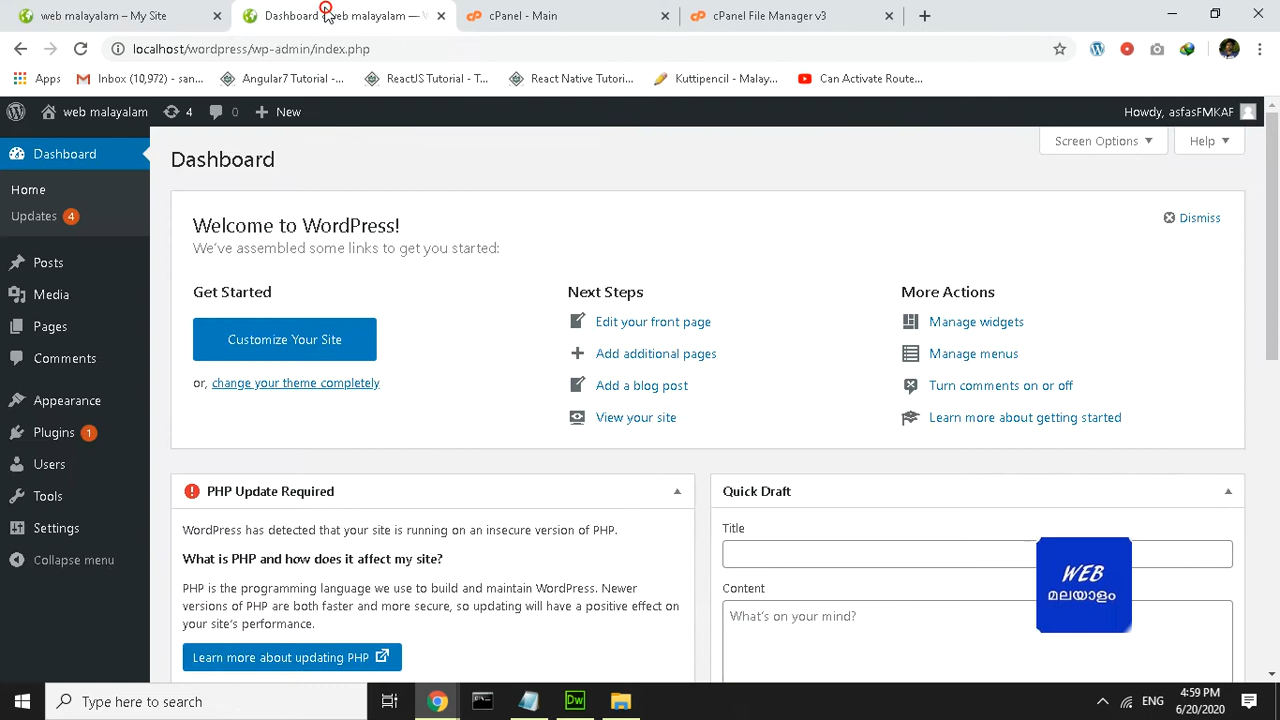 web malayalam – My Site
Dashboard
web malayalam — W
cPanel - Main
cPanel File Manager v3
localhost/wordpress/wp-admin/index.php
Apps
Inbox (10,972) - san...
Angular7 Tutorial -...
ReactJS Tutorial - T...
React Native Tutori...
Kuttipencil - Malay...
Can Activate Route...
web malayalam
4
0
New
Howdy, asfasFMKAF
Dashboard
Home
Updates 4
Posts
Media
Pages
Comments
Appearance
Plugins 1
Users
Tools
Settings
Collapse menu
Dashboard
Screen Options
Help
Welcome to WordPress!
We've assembled some links to get you started:
Dismiss
Get Started
Customize Your Site
or, change your theme completely
Next Steps
Edit your front page
Add additional pages
Add a blog post
View your site
More Actions
Manage widgets
Manage menus
Turn comments on or off
Learn more about getting started
PHP Update Required
WordPress has detected that your site is running on an insecure version of PHP.
What is PHP and how does it affect my site?
PHP is the programming language we use to build and maintain WordPress. Newer
versions of PHP are both faster and more secure, so updating will have a positive effect on
your site's performance.
Learn more about updating PHP
Quick Draft
Title
Content
What's on your mind?
WEB
മലയാളം
Type here to search
Dw
ENG
4:59 PM
6/20/2020